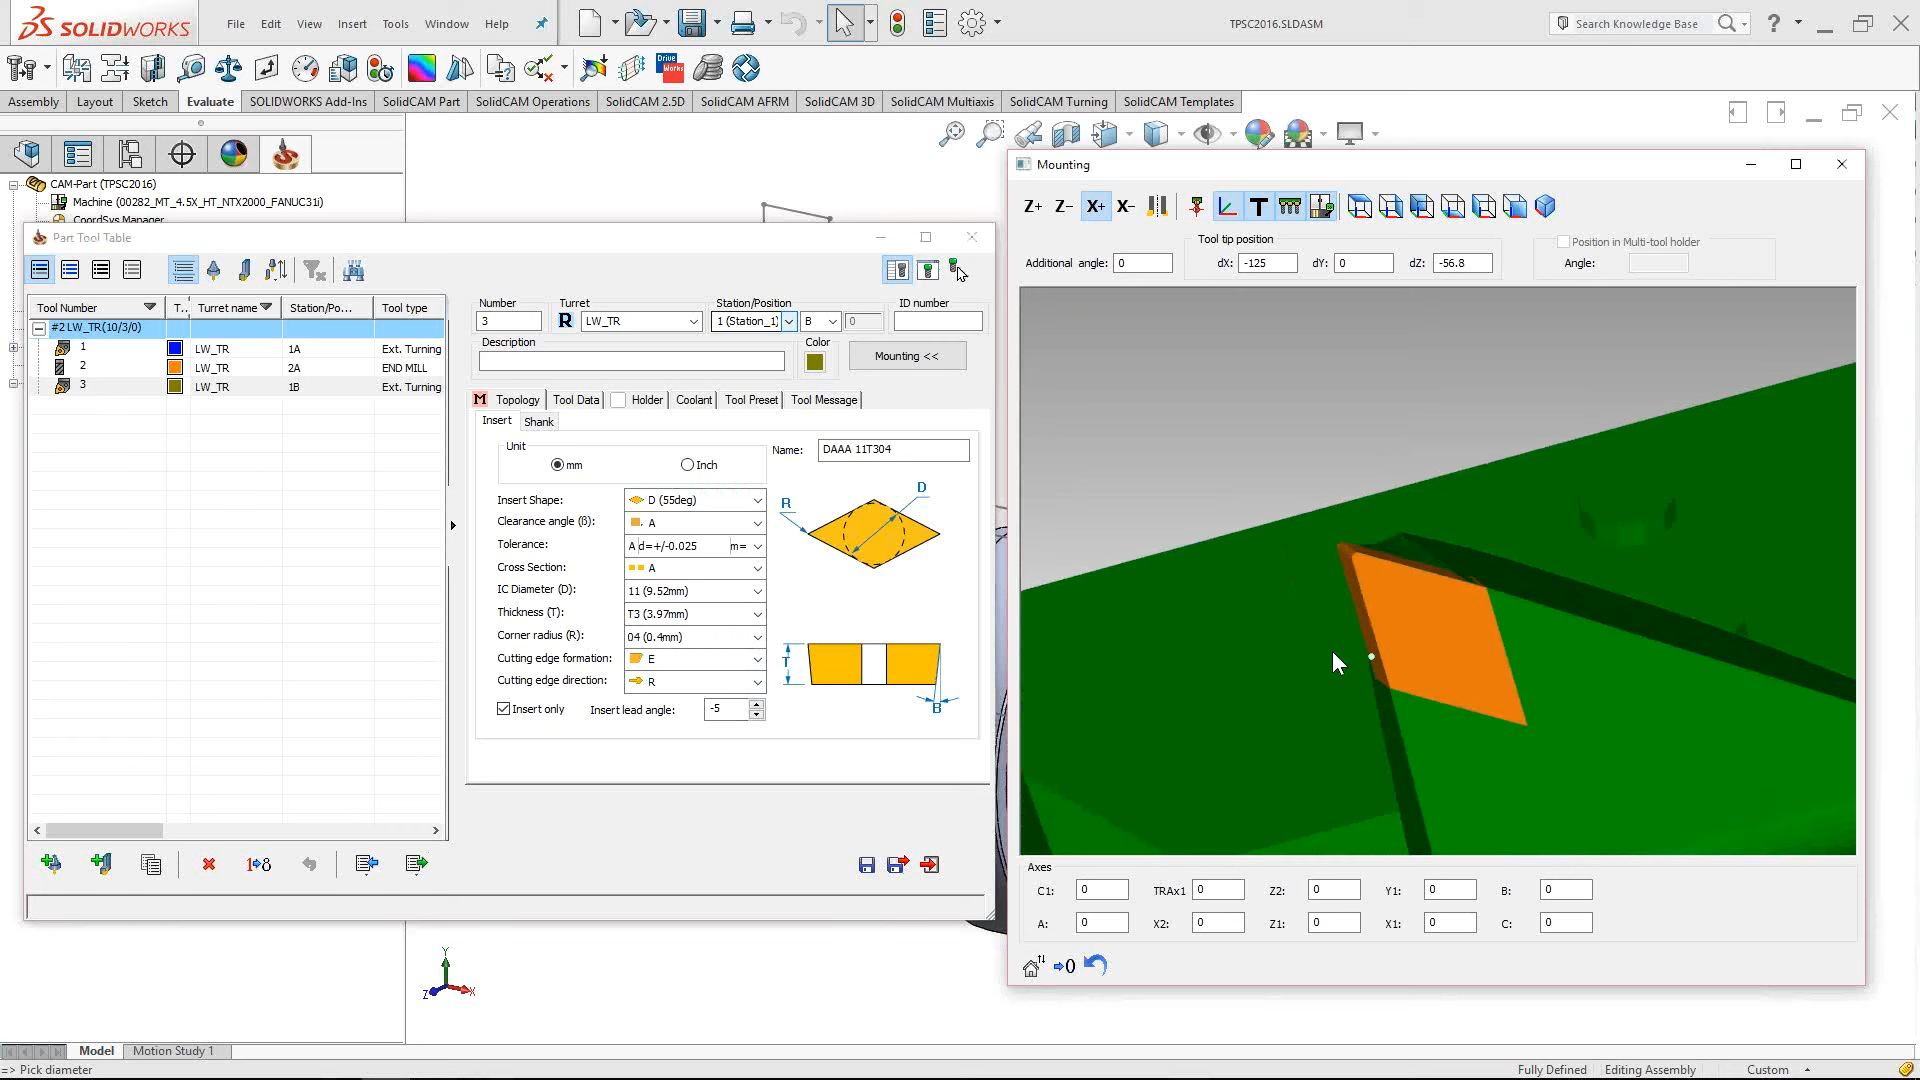 SOLIDWORKS
File Edit View Insert Tools Window Help
TPSC2016.SLDASM
Search Knowledge Base
Drive Works
Assembly Layout Sketch Evaluate SOLIDWORKS Add-Ins SolidCAM Part SolidCAM Operations SolidCAM 2.5D SolidCAM AFRM SolidCAM 3D SolidCAM Multiaxis SolidCAM Turning SolidCAM Templates
CAM-Part (TPSC2016)
Machine (00282_MT_4.5X_HT_NTX2000_FANUC31i)
CoordSys Manager
Part Tool Table
Tool Number T.. Turret name Station/Po... Tool type
#2 LW_TR(10/3/0)
1 LW_TR 1A Ext. Turning
2 LW_TR 2A END MILL
3 LW_TR 1B Ext. Turning
Number Turret Station/Position ID number
3 R LW_TR 1 (Station_1) B 0
Description Color
Mounting <<
M Topology Tool Data Holder Coolant Tool Preset Tool Message
Insert Shank
Unit
mm Inch
Name: DAAA 11T304
Insert Shape: D (55deg)
Clearance angle (β): A
Tolerance: A d=+/-0.025 m=
Cross Section: A
IC Diameter (D): 11 (9.52mm)
Thickness (T): T3 (3.97mm)
Corner radius (R): 04 (0.4mm)
Cutting edge formation: E
Cutting edge direction: R
Insert only Insert lead angle: -5
R D
T B
1 8
Mounting
Z+ Z- X+ X- T
Additional angle: 0
Tool tip position
dX: -125 dY: 0 dZ: -56.8
Position in Multi-tool holder
Angle:
Axes
C1: 0 TRAx1 0 Z2: 0 Y1: 0 B: 0
A: 0 X2: 0 Z1: 0 X1: 0 C: 0
0
Y
Z X
Model Motion Study 1
=> Pick diameter
Fully Defined Editing Assembly Custom